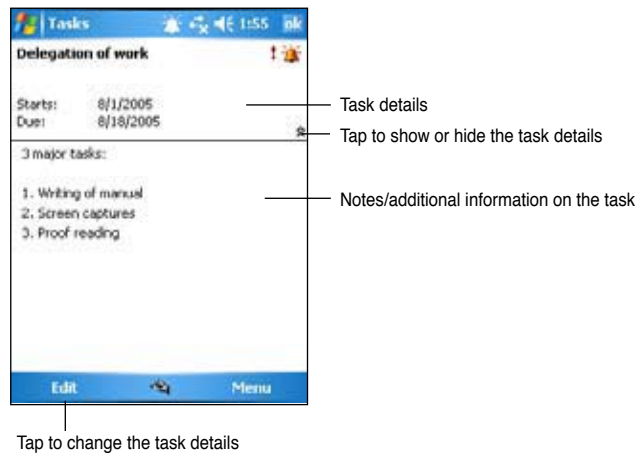 Tasks 1:55 ok
Delegation of work
Starts: 8/1/2005
Task details
Due: 8/18/2005
Tap to show or hide the task details
3 major tasks:
1. Writing of manual
Notes/additional information on the task
2. Screen captures
3. Proof reading
Edit Menu
Tap to change the task details